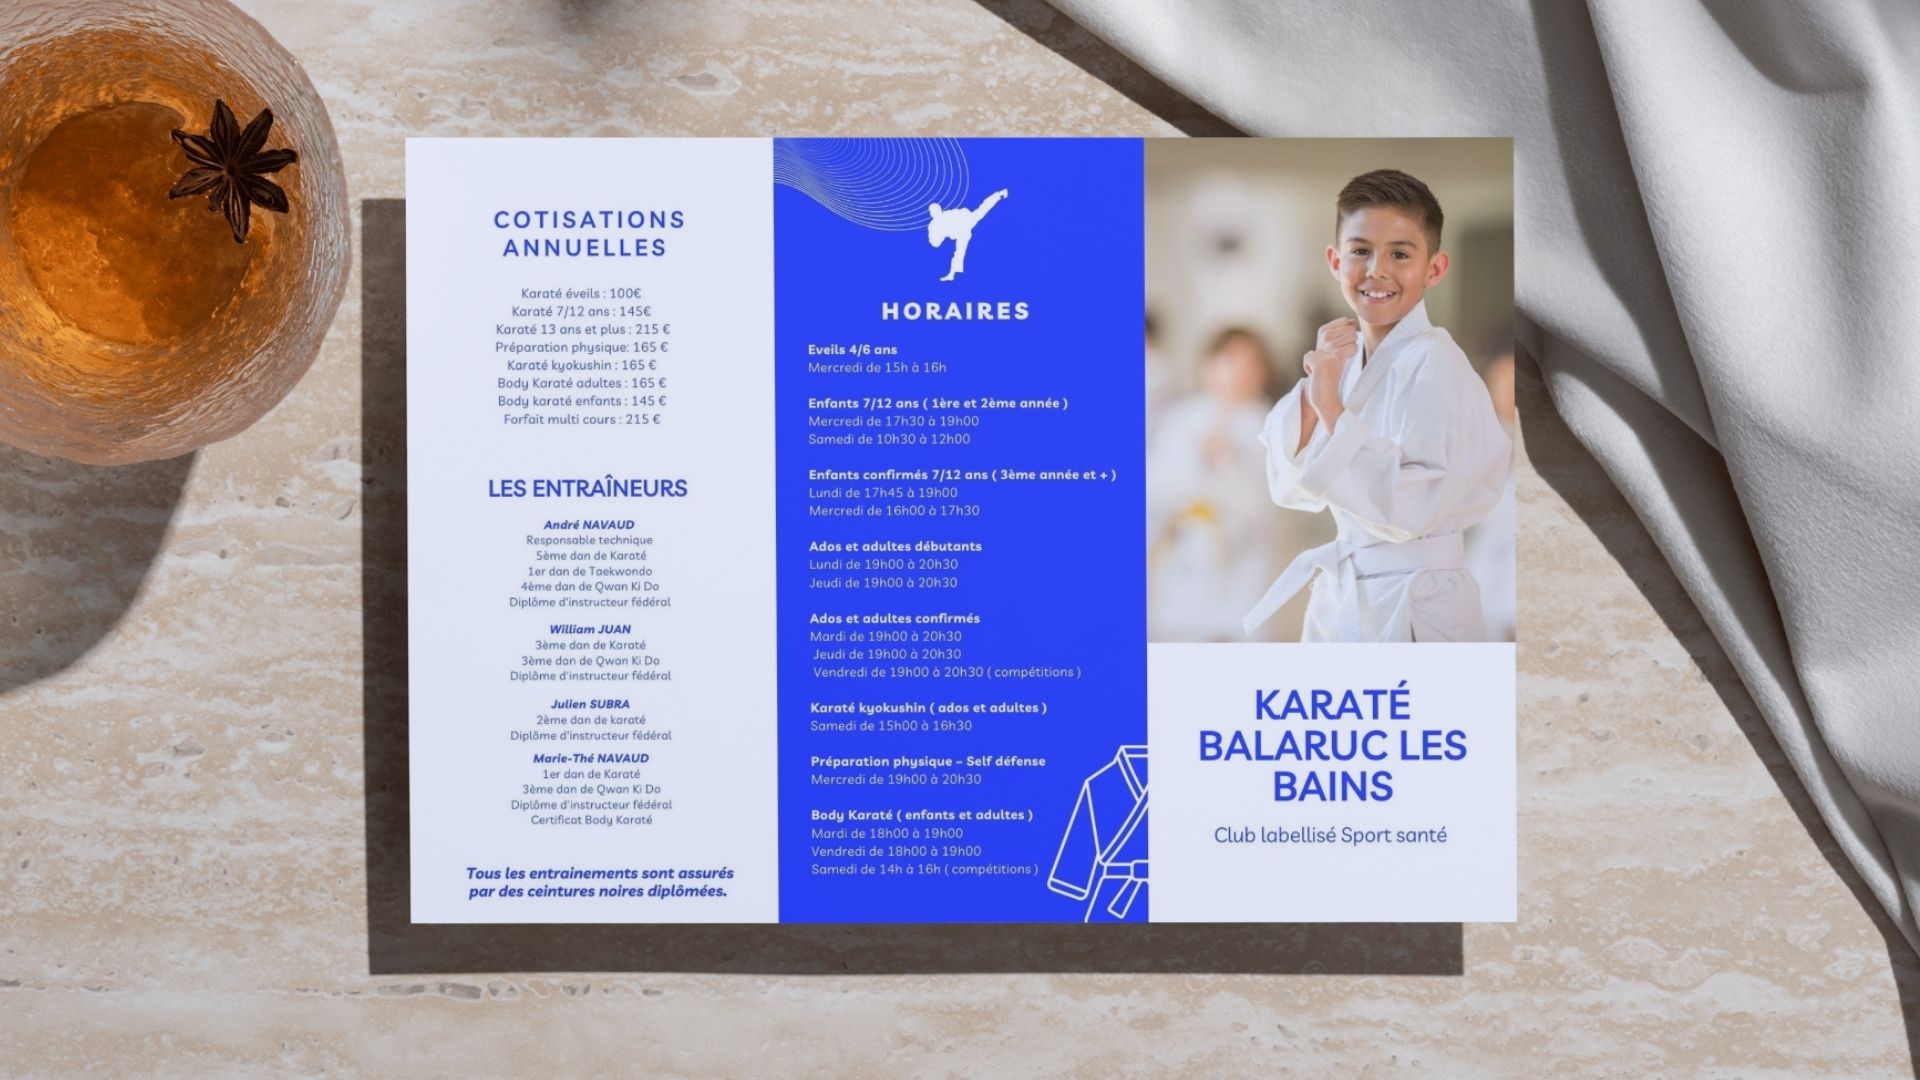 COTISATIONS
ANNUELLES
Karaté éveils : 100€
Karaté 7/12 ans : 145€
Karaté 13 ans et plus : 215 €
Préparation physique: 165 €
Karaté kyokushin : 165 €
Body Karaté adultes : 165 €
Body karaté enfants : 145 €
Forfait multi cours : 215 €
LES ENTRAÎNEURS
André NAVAUD
Responsable technique
5ème dan de Karaté
1er dan de Taekwondo
4ème dan de Qwan Ki Do
Diplôme d'instructeur fédéral
William JUAN
3ème dan de Karaté
3ème dan de Qwan Ki Do
Diplôme d'instructeur fédéral
Julien SUBRA
2ème dan de karaté
Diplôme d'instructeur fédéral
Marie-Thé NAVAUD
1er dan de Karaté
3ème dan de Qwan Ki Do
Diplôme d'instructeur fédéral
Certificat Body Karaté
Tous les entrainements sont assurés
par des ceintures noires diplômées.
HORAIRES
Eveils 4/6 ans
Mercredi de 15h à 16h
Enfants 7/12 ans ( 1ère et 2ème année )
Mercredi de 17h30 à 19h00
Samedi de 10h30 à 12h00
Enfants confirmés 7/12 ans ( 3ème année et + )
Lundi de 17h45 à 19h00
Mercredi de 16h00 à 17h30
Ados et adultes débutants
Lundi de 19h00 à 20h30
Jeudi de 19h00 à 20h30
Ados et adultes confirmés
Mardi de 19h00 à 20h30
Jeudi de 19h00 à 20h30
Vendredi de 19h00 à 20h30 ( compétitions )
Karaté kyokushin ( ados et adultes )
Samedi de 15h00 à 16h30
Préparation physique – Self défense
Mercredi de 19h00 à 20h30
Body Karaté ( enfants et adultes )
Mardi de 18h00 à 19h00
Vendredi de 18h00 à 19h00
Samedi de 14h à 16h ( compétitions )
KARATÉ
BALARUC LES
BAINS
Club labellisé Sport santé